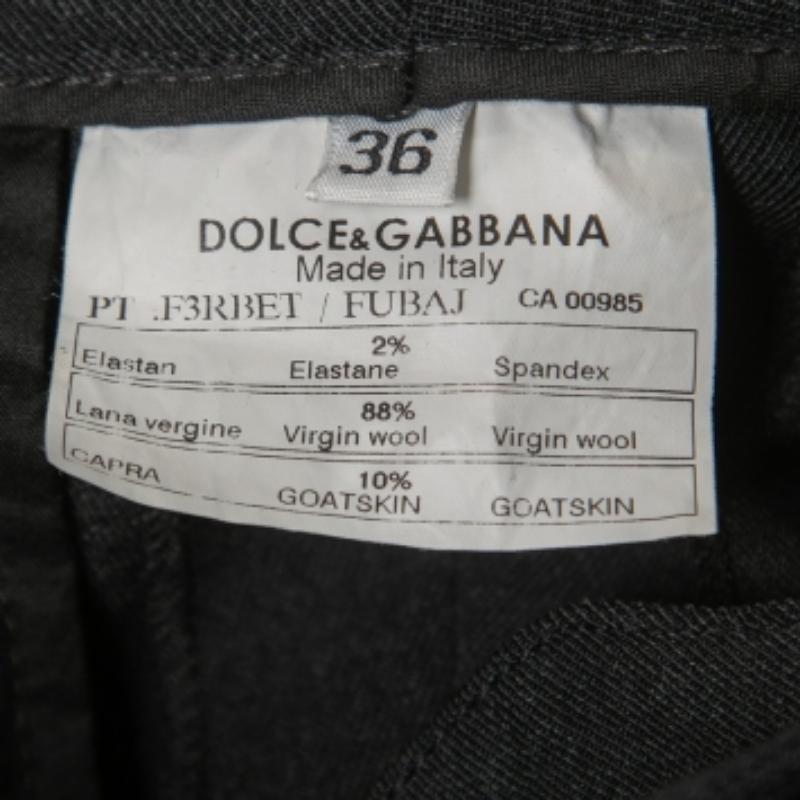 36
DOLCE&GABBANA
Made in Italy
PT .F3RBET / FUBAJ CA 00985
2%
Elastan Elastane Spandex
88%
Lana vergine Virgin wool Virgin wool
10%
CAPRA GOATSKIN GOATSKIN